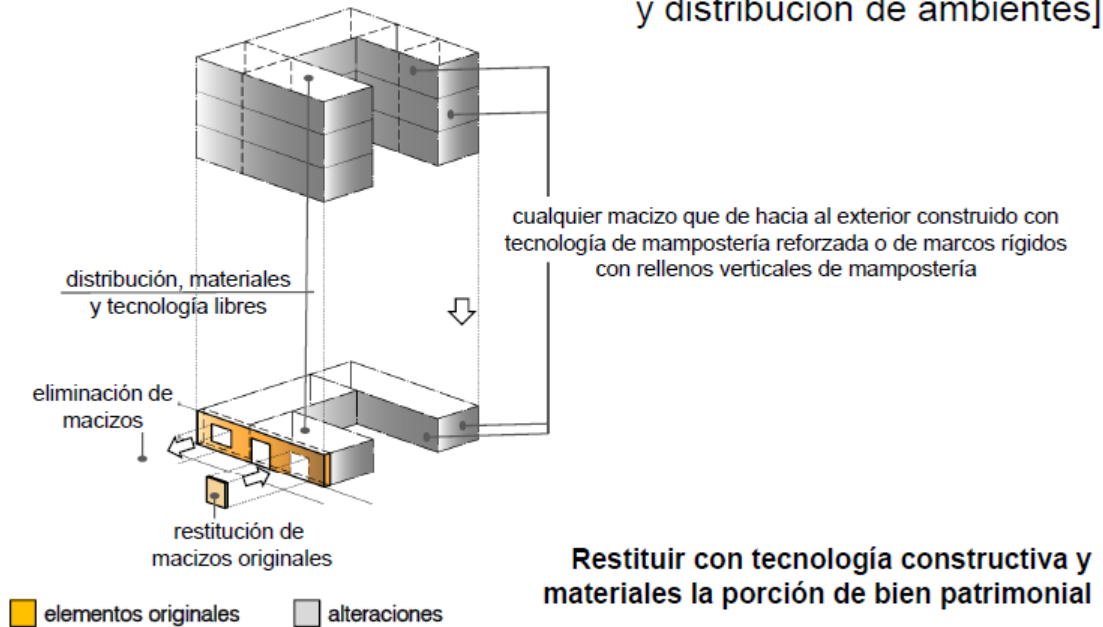 y distribución de ambientes]
cualquier macizo que de hacia al exterior construido con
tecnología de mampostería reforzada o de marcos rígidos
con rellenos verticales de mampostería
distribución, materiales
y tecnología libres
eliminación de
macizos
restitución de
macizos originales
Restituir con tecnología constructiva y
materiales la porción de bien patrimonial
elementos originales
alteraciones